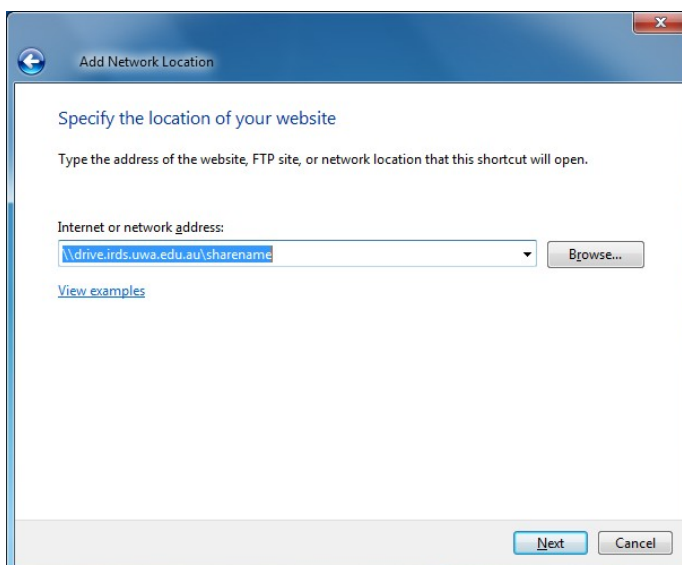 Add Network Location
Specify the location of your website
Type the address of the website, FTP site, or network location that this shortcut will open.
Internet or network address:
\\drive.irds.uwa.edu.au\sharename
Browse...
View examples
Next
Cancel